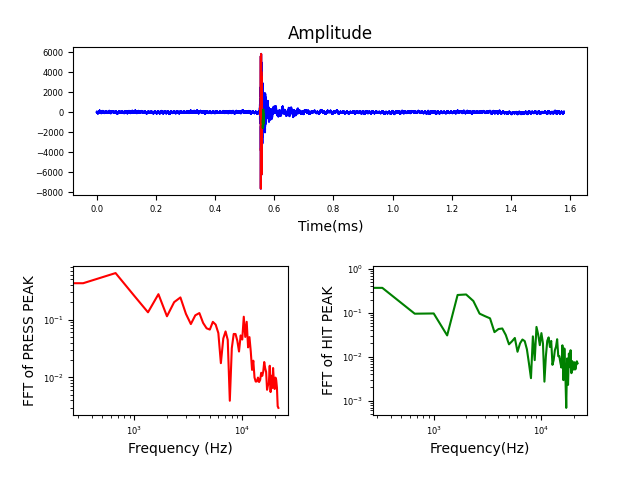 Amplitude
6000
4000
2000
0
−2000
−4000
−6000
−8000
0.0 0.2 0.4 0.6 0.8 1.0 1.2 1.4 1.6
Time(ms)
FFT of PRESS PEAK
10⁻¹
10⁻²
10³ 10⁴
Frequency (Hz)
FFT of HIT PEAK
10⁰
10⁻¹
10⁻²
10⁻³
10³ 10⁴
Frequency(Hz)